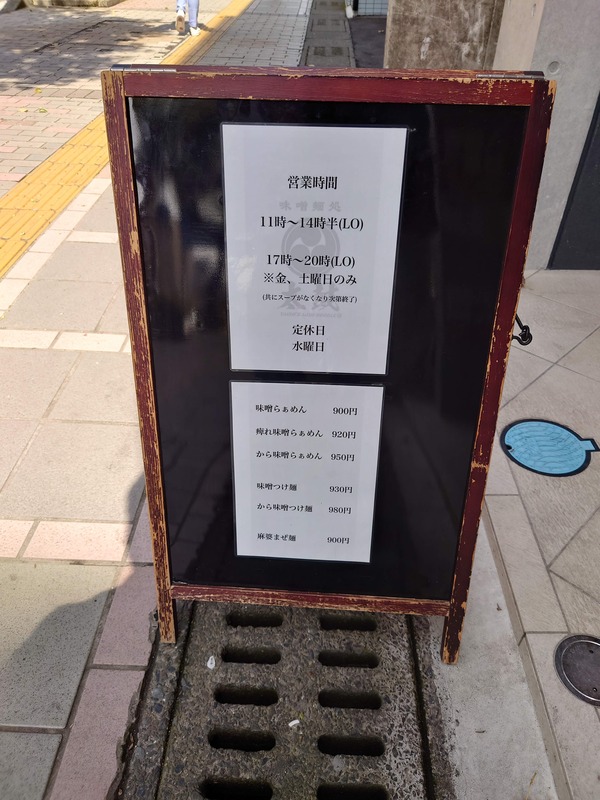 営業時間
11時～14時半(LO)
17時～20時(LO)
※金、土曜日のみ
(共にスープがなくなり次第終了)
定休日
水曜日
味噌らぁめん 900円
痺れ味噌らぁめん 920円
から味噌らぁめん 950円
味噌つけ麺 930円
から味噌つけ麺 980円
麻婆まぜ麺 900円